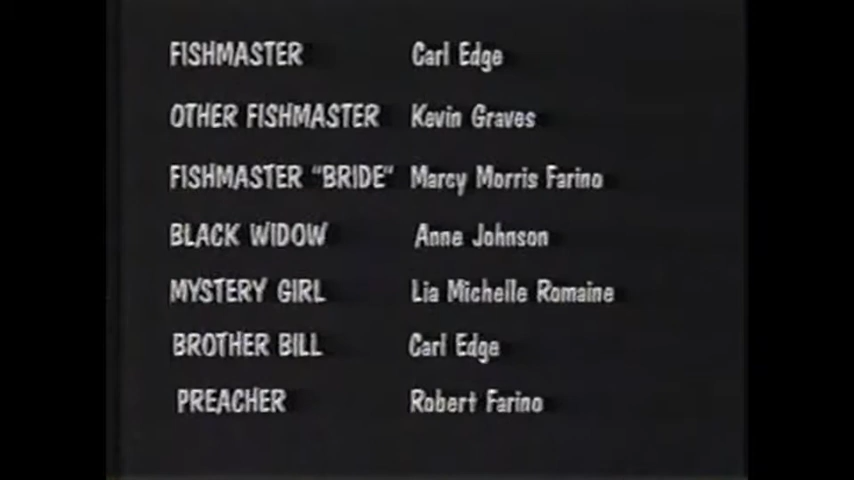 FISHMASTER Carl Edge
OTHER FISHMASTER Kevin Graves
FISHMASTER "BRIDE" Marcy Morris Farino
BLACK WIDOW Anne Johnson
MYSTERY GIRL Lia Michelle Romaine
BROTHER BILL Carl Edge
PREACHER Robert Farino